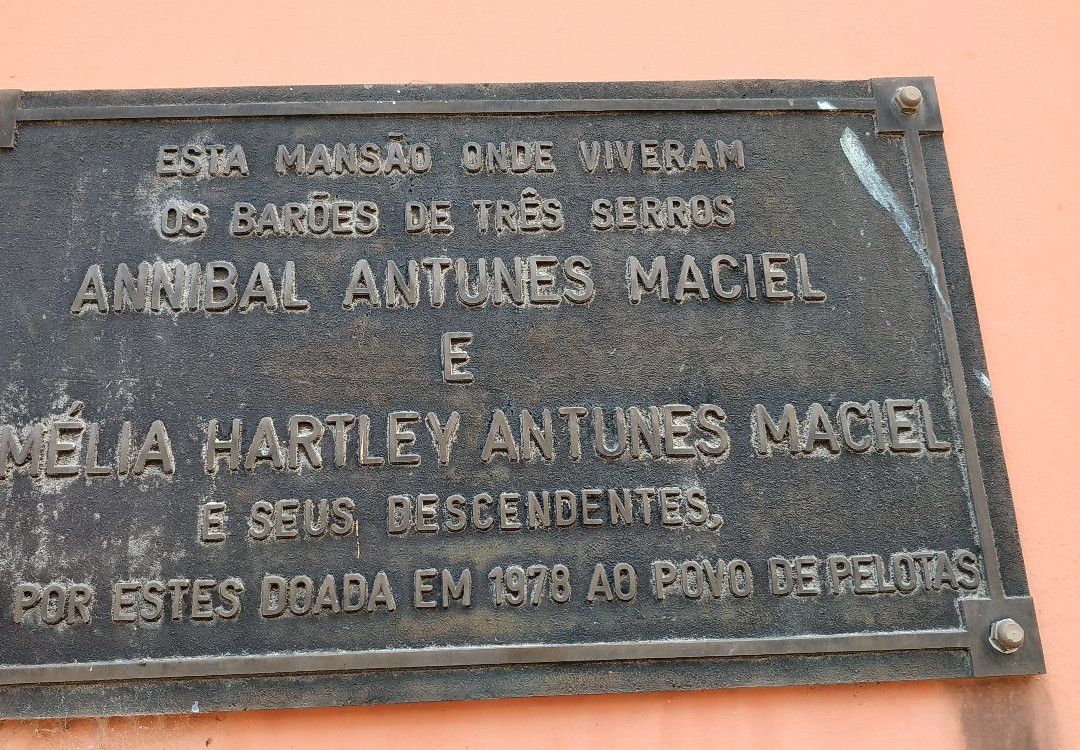 ESTA MANSÃO ONDE VIVERAM
OS BARÕES DE TRÊS SERROS
ANNIBAL ANTUNES MACIEL
E
MÉLIA HARTLEY ANTUNES MACIEL
E SEUS DESCENDENTES,
POR ESTES DOADA EM 1978 AO POVO DE PELOTAS